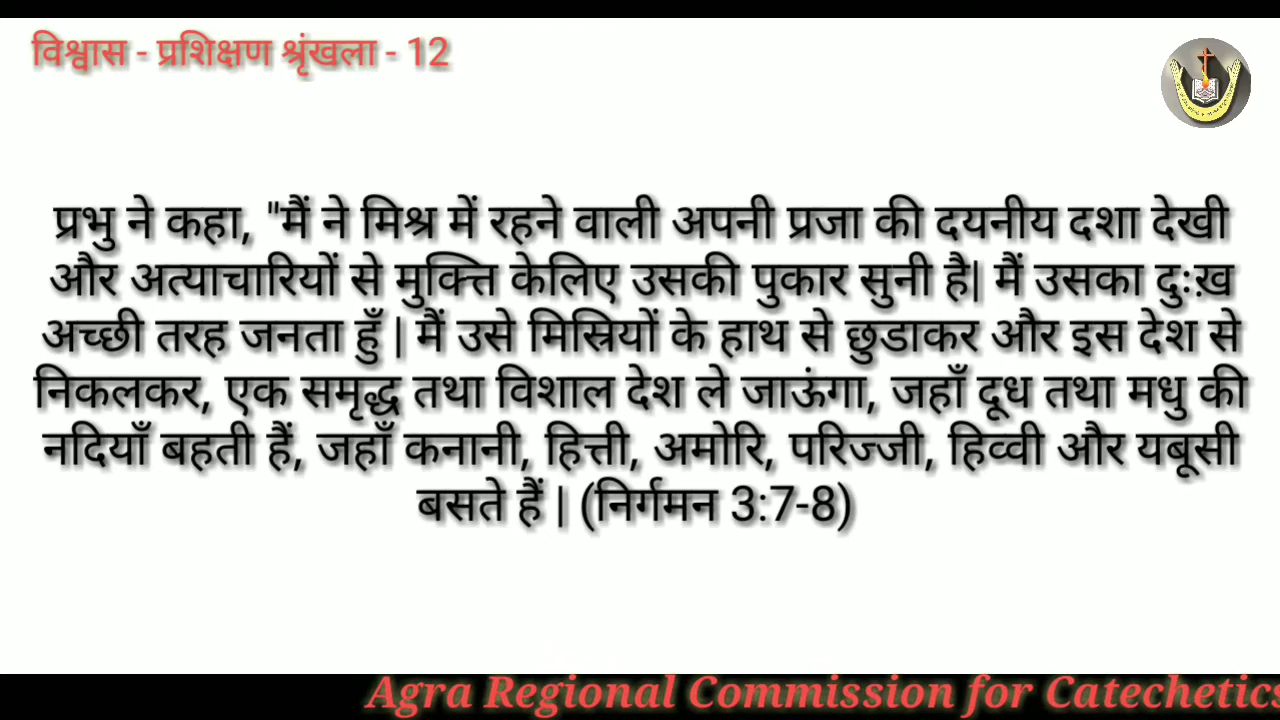 विश्वास - प्रशिक्षण श्रृंखला - 12
प्रभु ने कहा, "मैं ने मिश्र में रहने वाली अपनी प्रजा की दयनीय दशा देखी
और अत्याचारियों से मुक्ति केलिए उसकी पुकार सुनी है| मैं उसका दुःख़
अच्छी तरह जनता हुँ | मैं उसे मिस्रियों के हाथ से छुडाकर और इस देश से
निकलकर, एक समृद्ध तथा विशाल देश ले जाऊंगा, जहाँ दूध तथा मधु की
नदियाँ बहती हैं, जहाँ कनानी, हित्ती, अमोरि, परिज्जी, हिव्वी और यबूसी
बसते हैं | (निर्गमन 3:7-8)
Agra Regional Commission for Catechetics